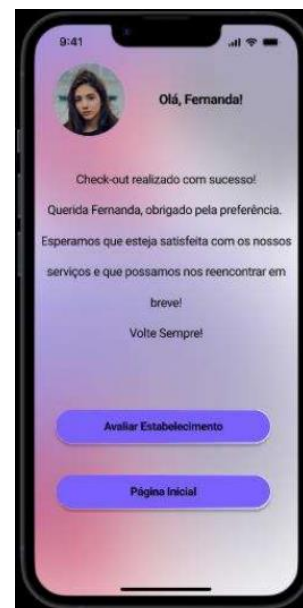 9:41
Olá, Fernanda!
Check-out realizado com sucesso!
Querida Fernanda, obrigado pela preferência.
Esperamos que esteja satisfeita com os nossos
serviços e que possamos nos reencontrar em
breve!
Volte Sempre!
Avaliar Estabelecimento
Página Inicial